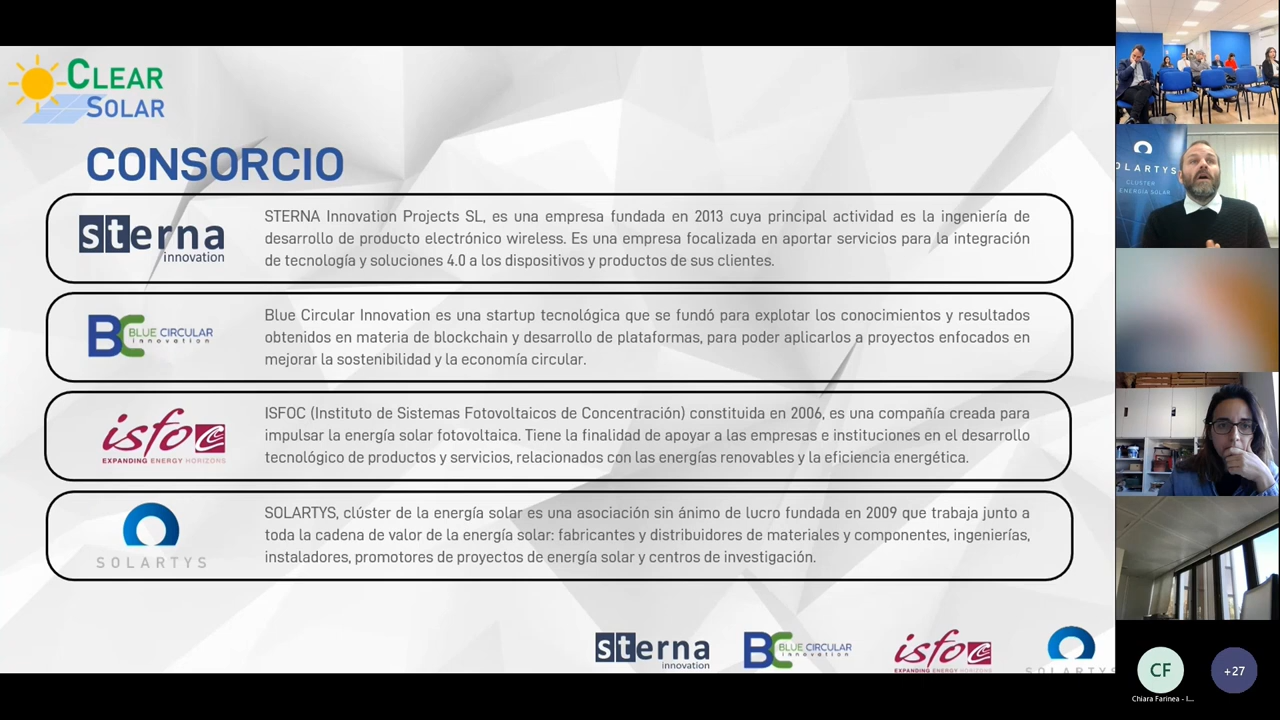 CLEAR
SOLAR
CONSORCIO
sterna
innovation
STERNA Innovation Projects SL, es una empresa fundada en 2013 cuya principal actividad es la ingeniería de
desarrollo de producto electrónico wireless. Es una empresa focalizada en aportar servicios para la integración
de tecnología y soluciones 4.0 a los dispositivos y productos de sus clientes.
BC BLUE CIRCULAR
innovation
Blue Circular Innovation es una startup tecnológica que se fundó para explotar los conocimientos y resultados
obtenidos en materia de blockchain y desarrollo de plataformas, para poder aplicarlos a proyectos enfocados en
mejorar la sostenibilidad y la economía circular.
isfoc
EXPANDING ENERGY HORIZONS
ISFOC (Instituto de Sistemas Fotovoltaicos de Concentración) constituida en 2006, es una compañía creada para
impulsar la energía solar fotovoltaica. Tiene la finalidad de apoyar a las empresas e instituciones en el desarrollo
tecnológico de productos y servicios, relacionados con las energías renovables y la eficiencia energética.
SOLARTYS
SOLARTYS, clúster de la energía solar es una asociación sin ánimo de lucro fundada en 2009 que trabaja junto a
toda la cadena de valor de la energía solar: fabricantes y distribuidores de materiales y componentes, ingenierías,
instaladores, promotores de proyectos de energía solar y centros de investigación.
sterna
innovation
BC BLUE CIRCULAR
innovation
isfoc
EXPANDING ENERGY HORIZONS
SOLARTYS
OLARTYS
CLÚSTER
ENERGÍA SOLAR
CF
Chiara Farinea - I...
+27